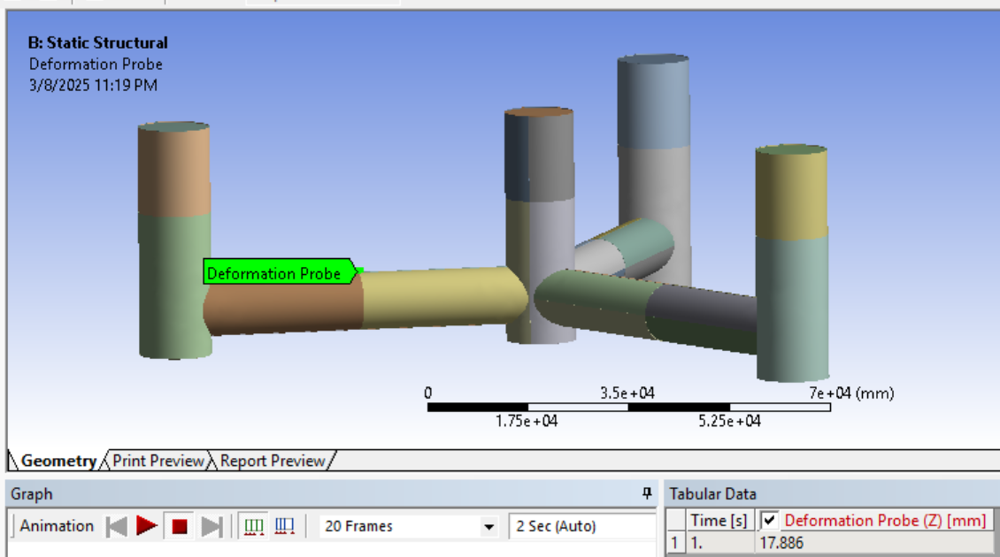 B: Static Structural
Deformation Probe
3/8/2025 11:19 PM
Deformation Probe
0 3.5e+04 7e+04 (mm)
1.75e+04 5.25e+04
Geometry Print Preview Report Preview
Graph
Animation 20 Frames 2 Sec (Auto)
Tabular Data
Time [s] Deformation Probe (Z) [mm]
1 1. 17.886